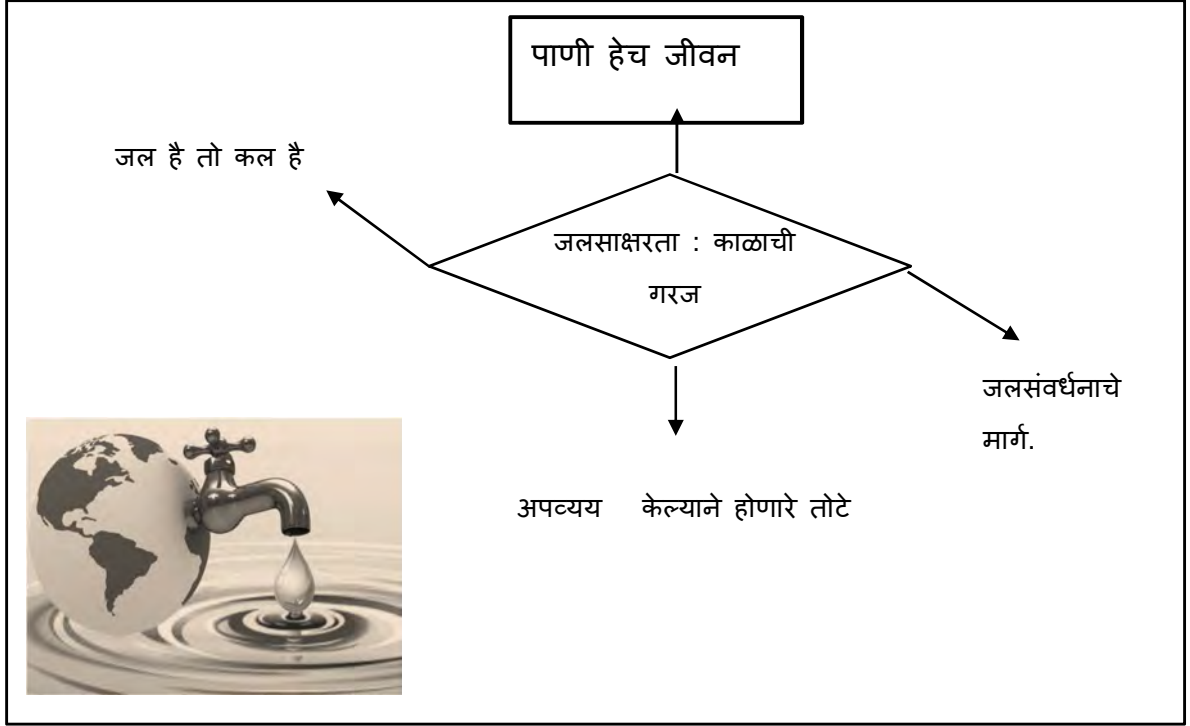 पाणी हेच जीवन
जल है तो कल है
जलसाक्षरता : काळाची
गरज
जलसंवर्धनाचे
मार्ग.
अपव्यय केल्याने होणारे तोटे